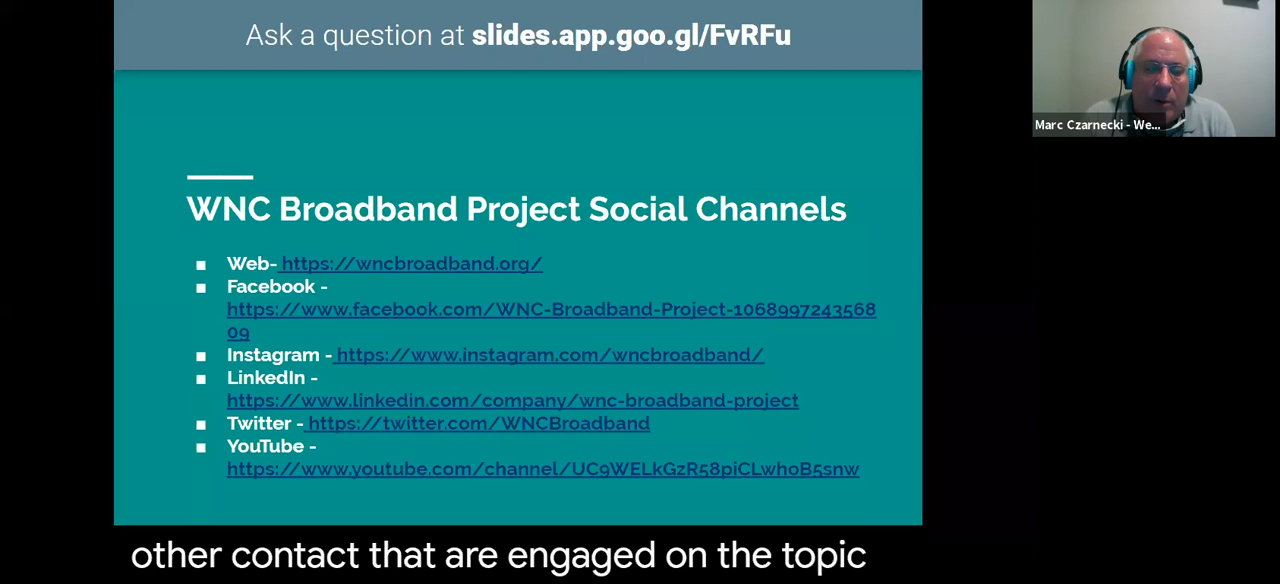 Ask a question at slides.app.goo.gl/FvRFu
Marc Czarnecki - We...
WNC Broadband Project Social Channels
▪ Web- https://wncbroadband.org/
▪ Facebook -
https://www.facebook.com/WNC-Broadband-Project-1068997243568
09
▪ Instagram - https://www.instagram.com/wncbroadband/
▪ LinkedIn -
https://www.linkedin.com/company/wnc-broadband-project
▪ Twitter - https://twitter.com/WNCBroadband
▪ YouTube -
https://www.youtube.com/channel/UC9WELkGzR58piCLwhoB5snw
other contact that are engaged on the topic